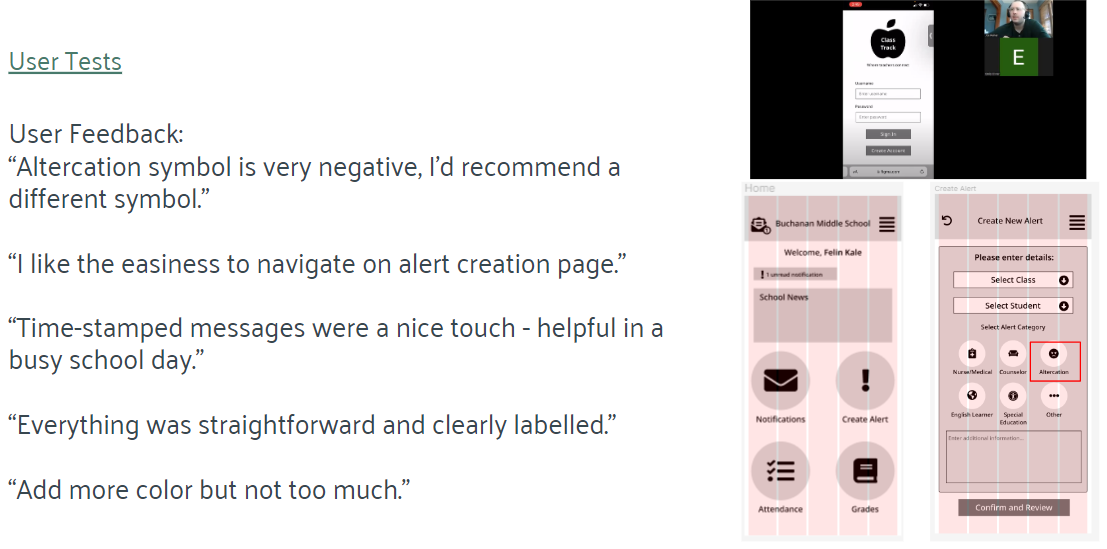 User Tests
User Feedback:
“Altercation symbol is very negative, I’d recommend a
different symbol.”
“I like the easiness to navigate on alert creation page.”
“Time-stamped messages were a nice touch - helpful in a
busy school day.”
“Everything was straightforward and clearly labelled.”
“Add more color but not too much.”
Class
Track
Username
Enter username
Password
Enter password
Sign In
Create Account
E
Home
Buchanan Middle School
Welcome, Felin Kale
! 1 unread notification
School News
Notifications
Create Alert
Attendance
Grades
Create Alert
Create New Alert
Please enter details:
Select Class
Select Student
Select Alert Category
Nurse/Medical
Counselor
Altercation
English Learner
Special
Education
Other
Enter additional information...
Confirm and Review